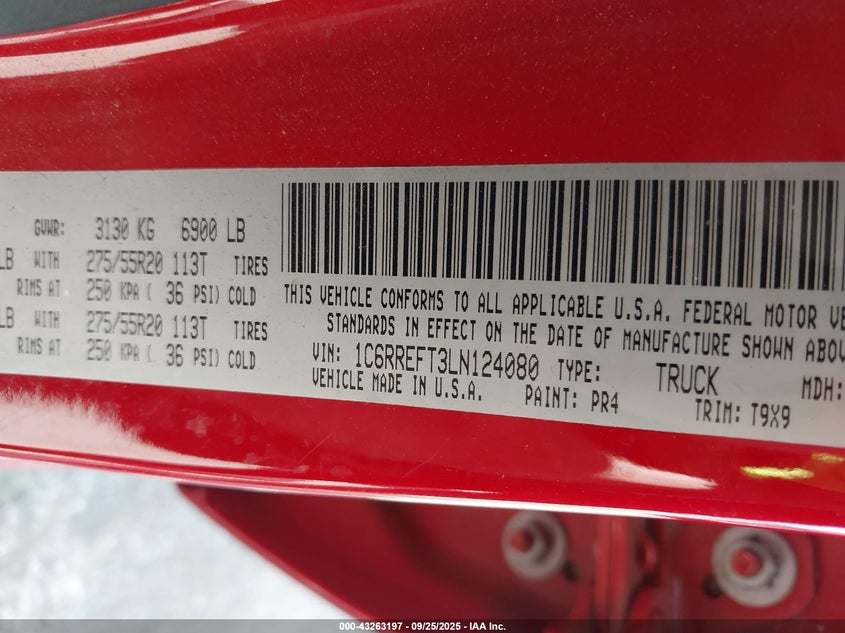 GVWR: 3130 KG 6900 LB
LB WITH 275/55R20 113T TIRES
RIMS AT 250 KPA ( 36 PSI) COLD
LB WITH 275/55R20 113T TIRES
RIMS AT 250 KPA ( 36 PSI) COLD
THIS VEHICLE CONFORMS TO ALL APPLICABLE U.S.A. FEDERAL MOTOR VE
STANDARDS IN EFFECT ON THE DATE OF MANUFACTURE SHOWN ABOV
VIN: 1C6RREFT3LN124080 TYPE: TRUCK MDH:
VEHICLE MADE IN U.S.A. PAINT: PR4 TRIM: T9X9
000-43263197 - 09/25/2025 - IAA Inc.